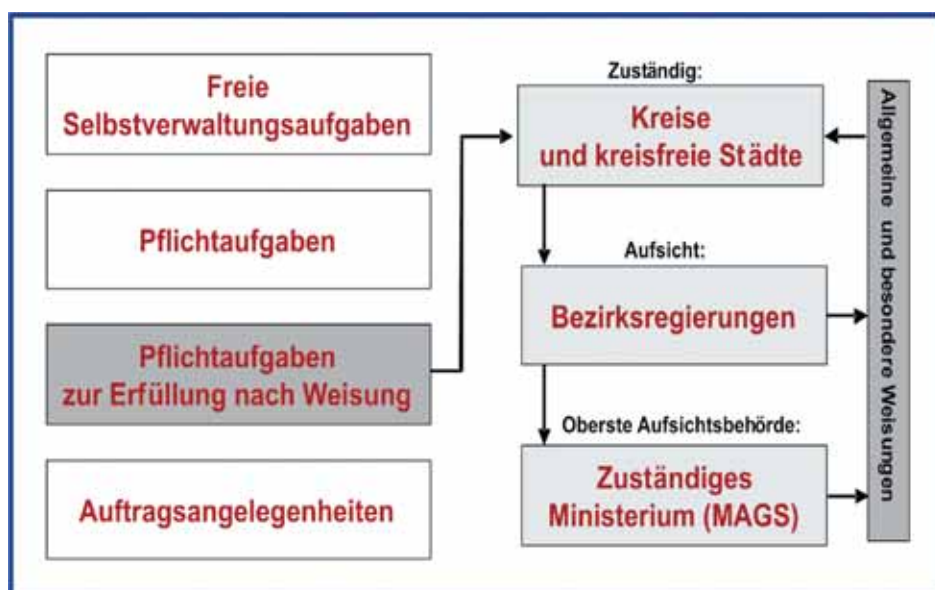 Freie
Selbstverwaltungsaufgaben
Pflichtaufgaben
Pflichtaufgaben
zur Erfüllung nach Weisung
Auftragsangelegenheiten
Zuständig:
Kreise
und kreisfreie Städte
Aufsicht:
Bezirksregierungen
Oberste Aufsichtsbehörde:
Zuständiges
Ministerium (MAGS)
Allgemeine und besondere Weisungen